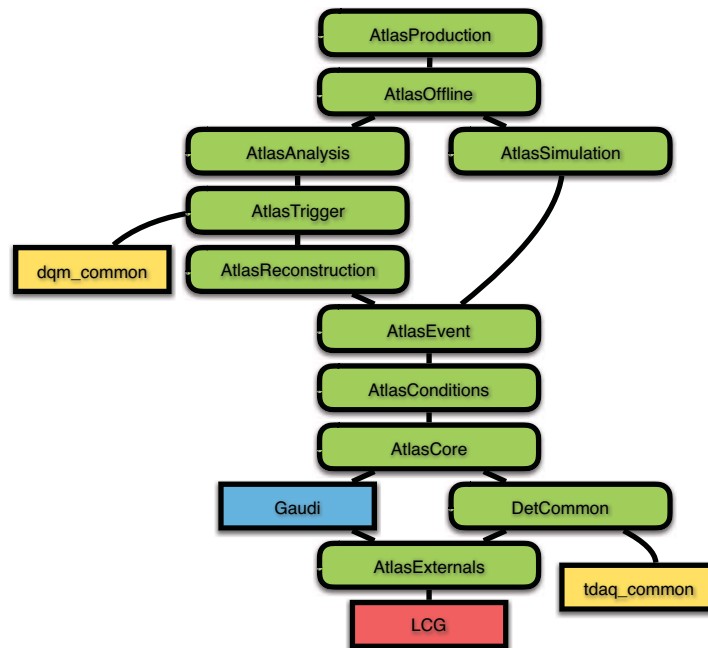 AtlasProduction
AtlasOffline
AtlasAnalysis
AtlasSimulation
AtlasTrigger
dqm_common
AtlasReconstruction
AtlasEvent
AtlasConditions
AtlasCore
Gaudi
DetCommon
AtlasExternals
tdaq_common
LCG